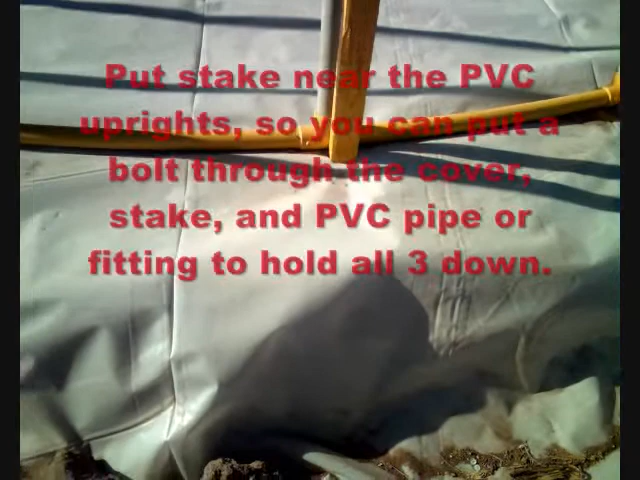 Put stake near the PVC
uprights, so you can put a
bolt through the cover,
stake, and PVC pipe or
fitting to hold all 3 down.